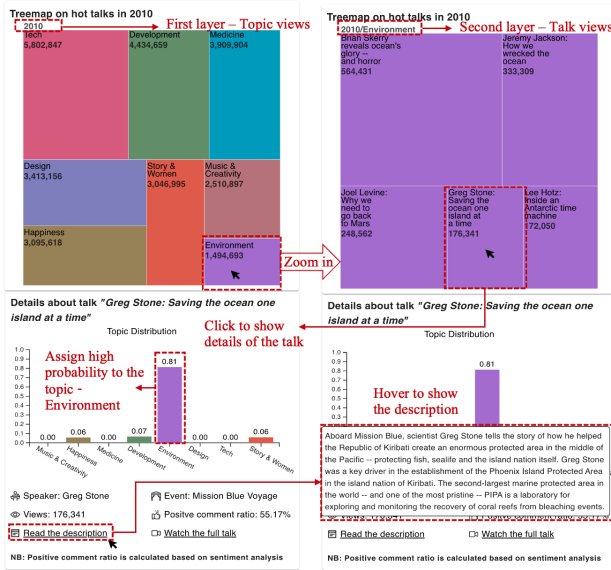 Treemap on hot talks in 2010
2010
First layer – Topic views
Tech
5,802,847
Development
4,434,659
Medicine
3,909,904
Design
3,413,156
Story &
Women
3,046,995
Music &
Creativity
2,510,897
Happiness
3,095,618
Environment
1,494,693
Zoom in
Treemap on hot talks in 2010
2010/Environment
Second layer – Talk views
Brian Skerry
reveals ocean's
glory --
and horror
564,431
Jeremy Jackson:
How we
wrecked the
ocean
333,309
Joel Levine:
Why we
need to
go back
to Mars
248,562
Greg Stone:
Saving the
ocean one
island at
a time
176,341
Lee Hotz:
Inside an
Antarctic time
machine
172,050
Details about talk "Greg Stone: Saving the ocean one
island at a time"
Topic Distribution
Click to show
details of the talk
Assign high
probability to the
topic -
Environment
1.0
0.9
0.8
0.7
0.6
0.5
0.4
0.3
0.2
0.1
0.0
0.00
0.06
0.00
0.07
0.81
0.00
0.00
0.06
Music & Creativity
Happiness
Medicine
Development
Environment
Design
Tech
Story & Women
Speaker: Greg Stone
Event: Mission Blue Voyage
Views: 176,341
Postive comment ratio: 55.17%
Read the description
Watch the full talk
NB: Positive comment ratio is calculated based on sentiment analysis
Details about talk "Greg Stone: Saving the ocean one
island at a time"
Topic Distribution
1.0
0.9
0.8
0.7
0.6
0.5
0.4
0.3
0.81
Hover to show
the description
Aboard Mission Blue, scientist Greg Stone tells the story of how he helped
the Republic of Kiribati create an enormous protected area in the middle of
the Pacific -- protecting fish, sealife and the island nation itself. Greg Stone
was a key driver in the establishment of the Phoenix Island Protected Area
in the island nation of Kiribati. The second-largest marine protected area in
the world -- and one of the most pristine -- PIPA is a laboratory for
exploring and monitoring the recovery of coral reefs from bleaching events.
Read the description
Watch the full talk
NB: Positive comment ratio is calculated based on sentiment analysis